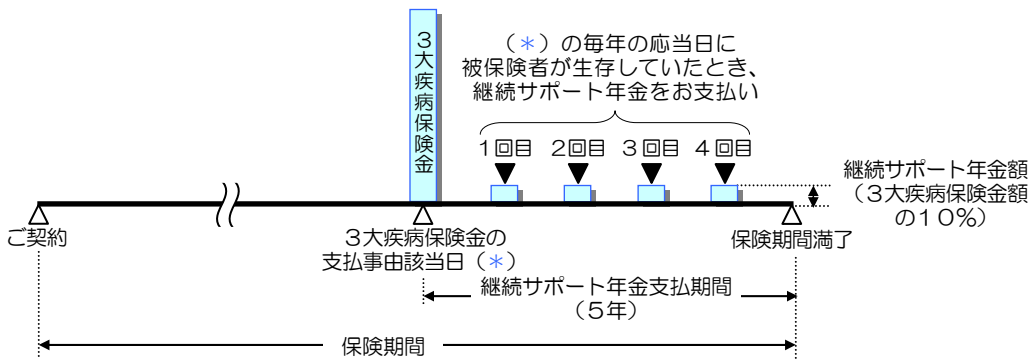 3大疾病保険金
（＊）の毎年の応当日に
被保険者が生存していたとき、
継続サポート年金をお支払い
1回目
2回目
3回目
4回目
継続サポート年金額
（3大疾病保険金額
の10％）
ご契約
3大疾病保険金の
支払事由該当日（＊）
保険期間満了
継続サポート年金支払期間
（5年）
保険期間